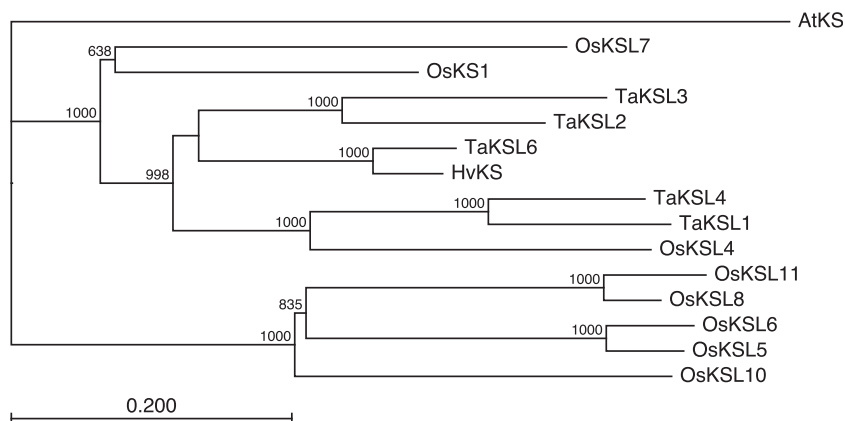 AtKS
638
OsKSL7
OsKS1
1000
1000
TaKSL3
TaKSL2
1000
TaKSL6
HvKS
998
1000
TaKSL4
TaKSL1
1000
OsKSL4
1000
OsKSL11
OsKSL8
835
1000
OsKSL6
OsKSL5
1000
OsKSL10
0.200